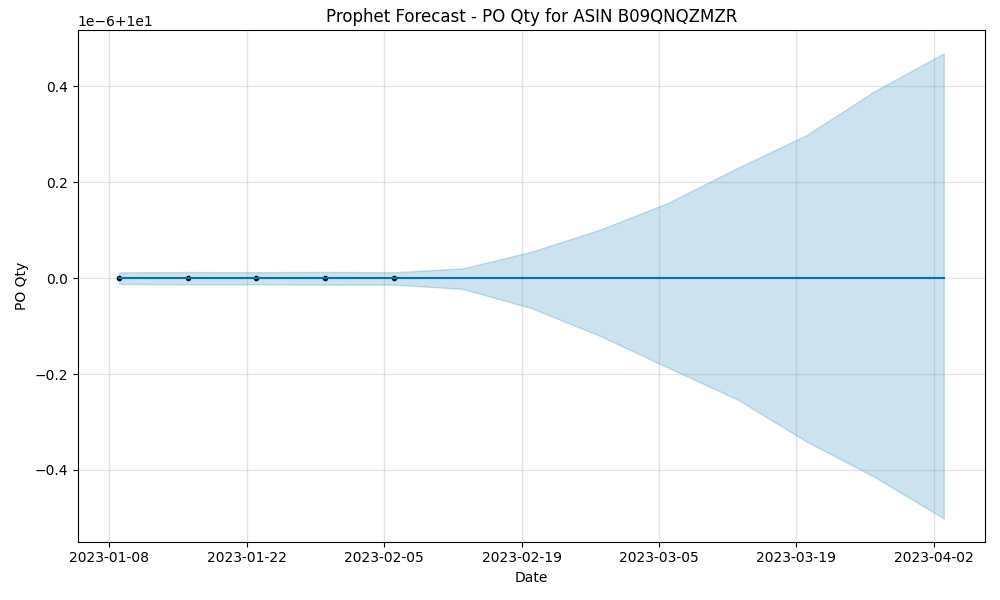 Prophet Forecast - PO Qty for ASIN B09QNQZMZR
1e−6+1e1
0.4
0.2
0.0
−0.2
−0.4
PO Qty
2023-01-08 2023-01-22 2023-02-05 2023-02-19 2023-03-05 2023-03-19 2023-04-02
Date